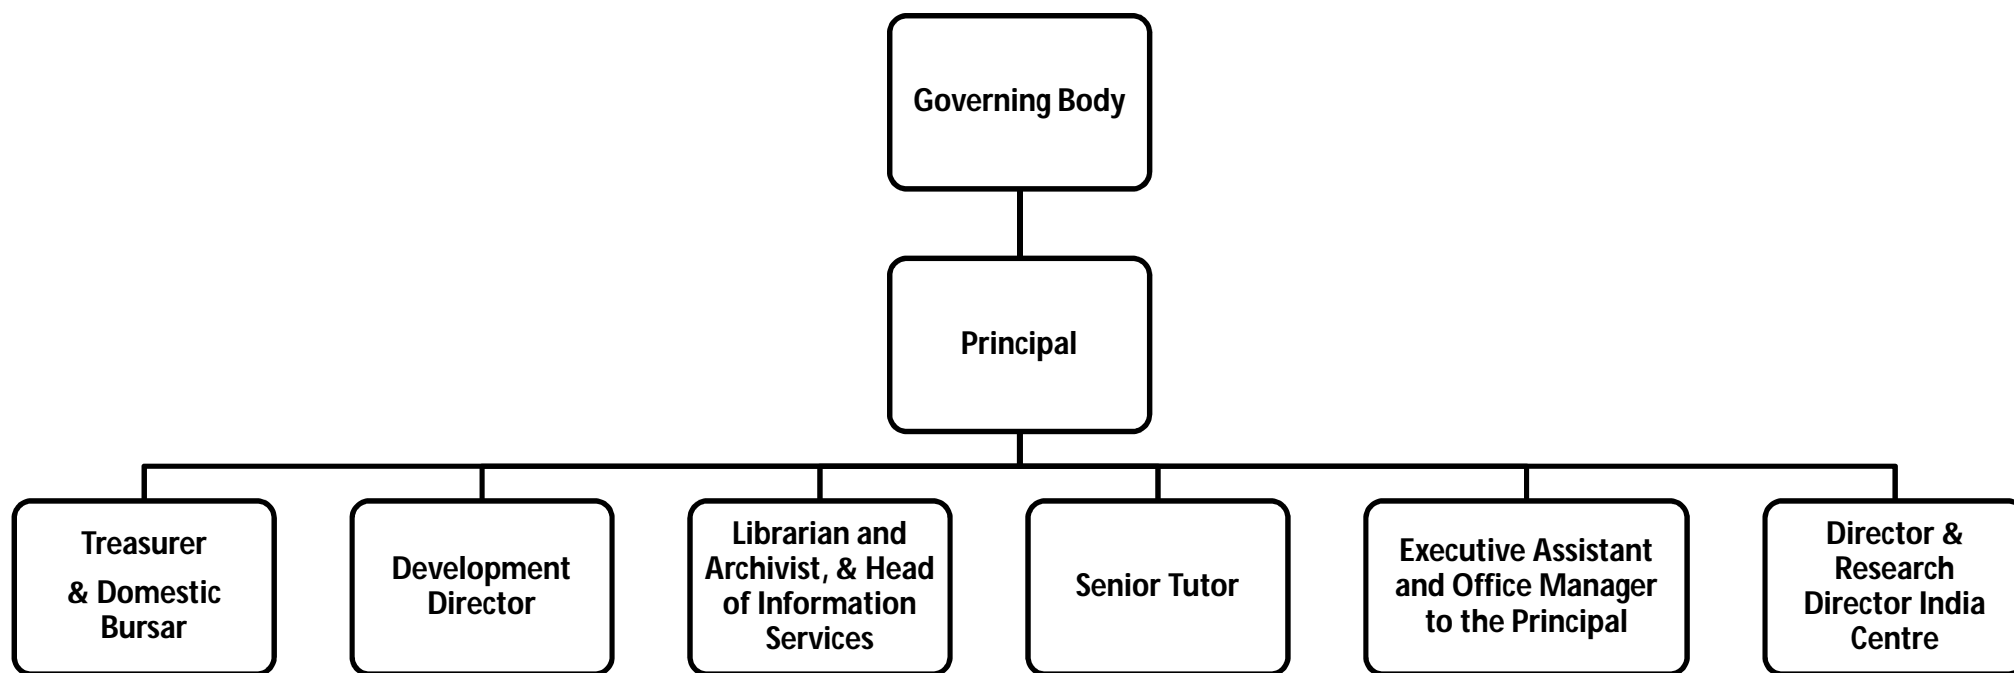 Governing Body
Principal
Treasurer
& Domestic
Bursar
Development
Director
Librarian and
Archivist, & Head
of Information
Services
Senior Tutor
Executive Assistant
and Office Manager
to the Principal
Director &
Research
Director India
Centre